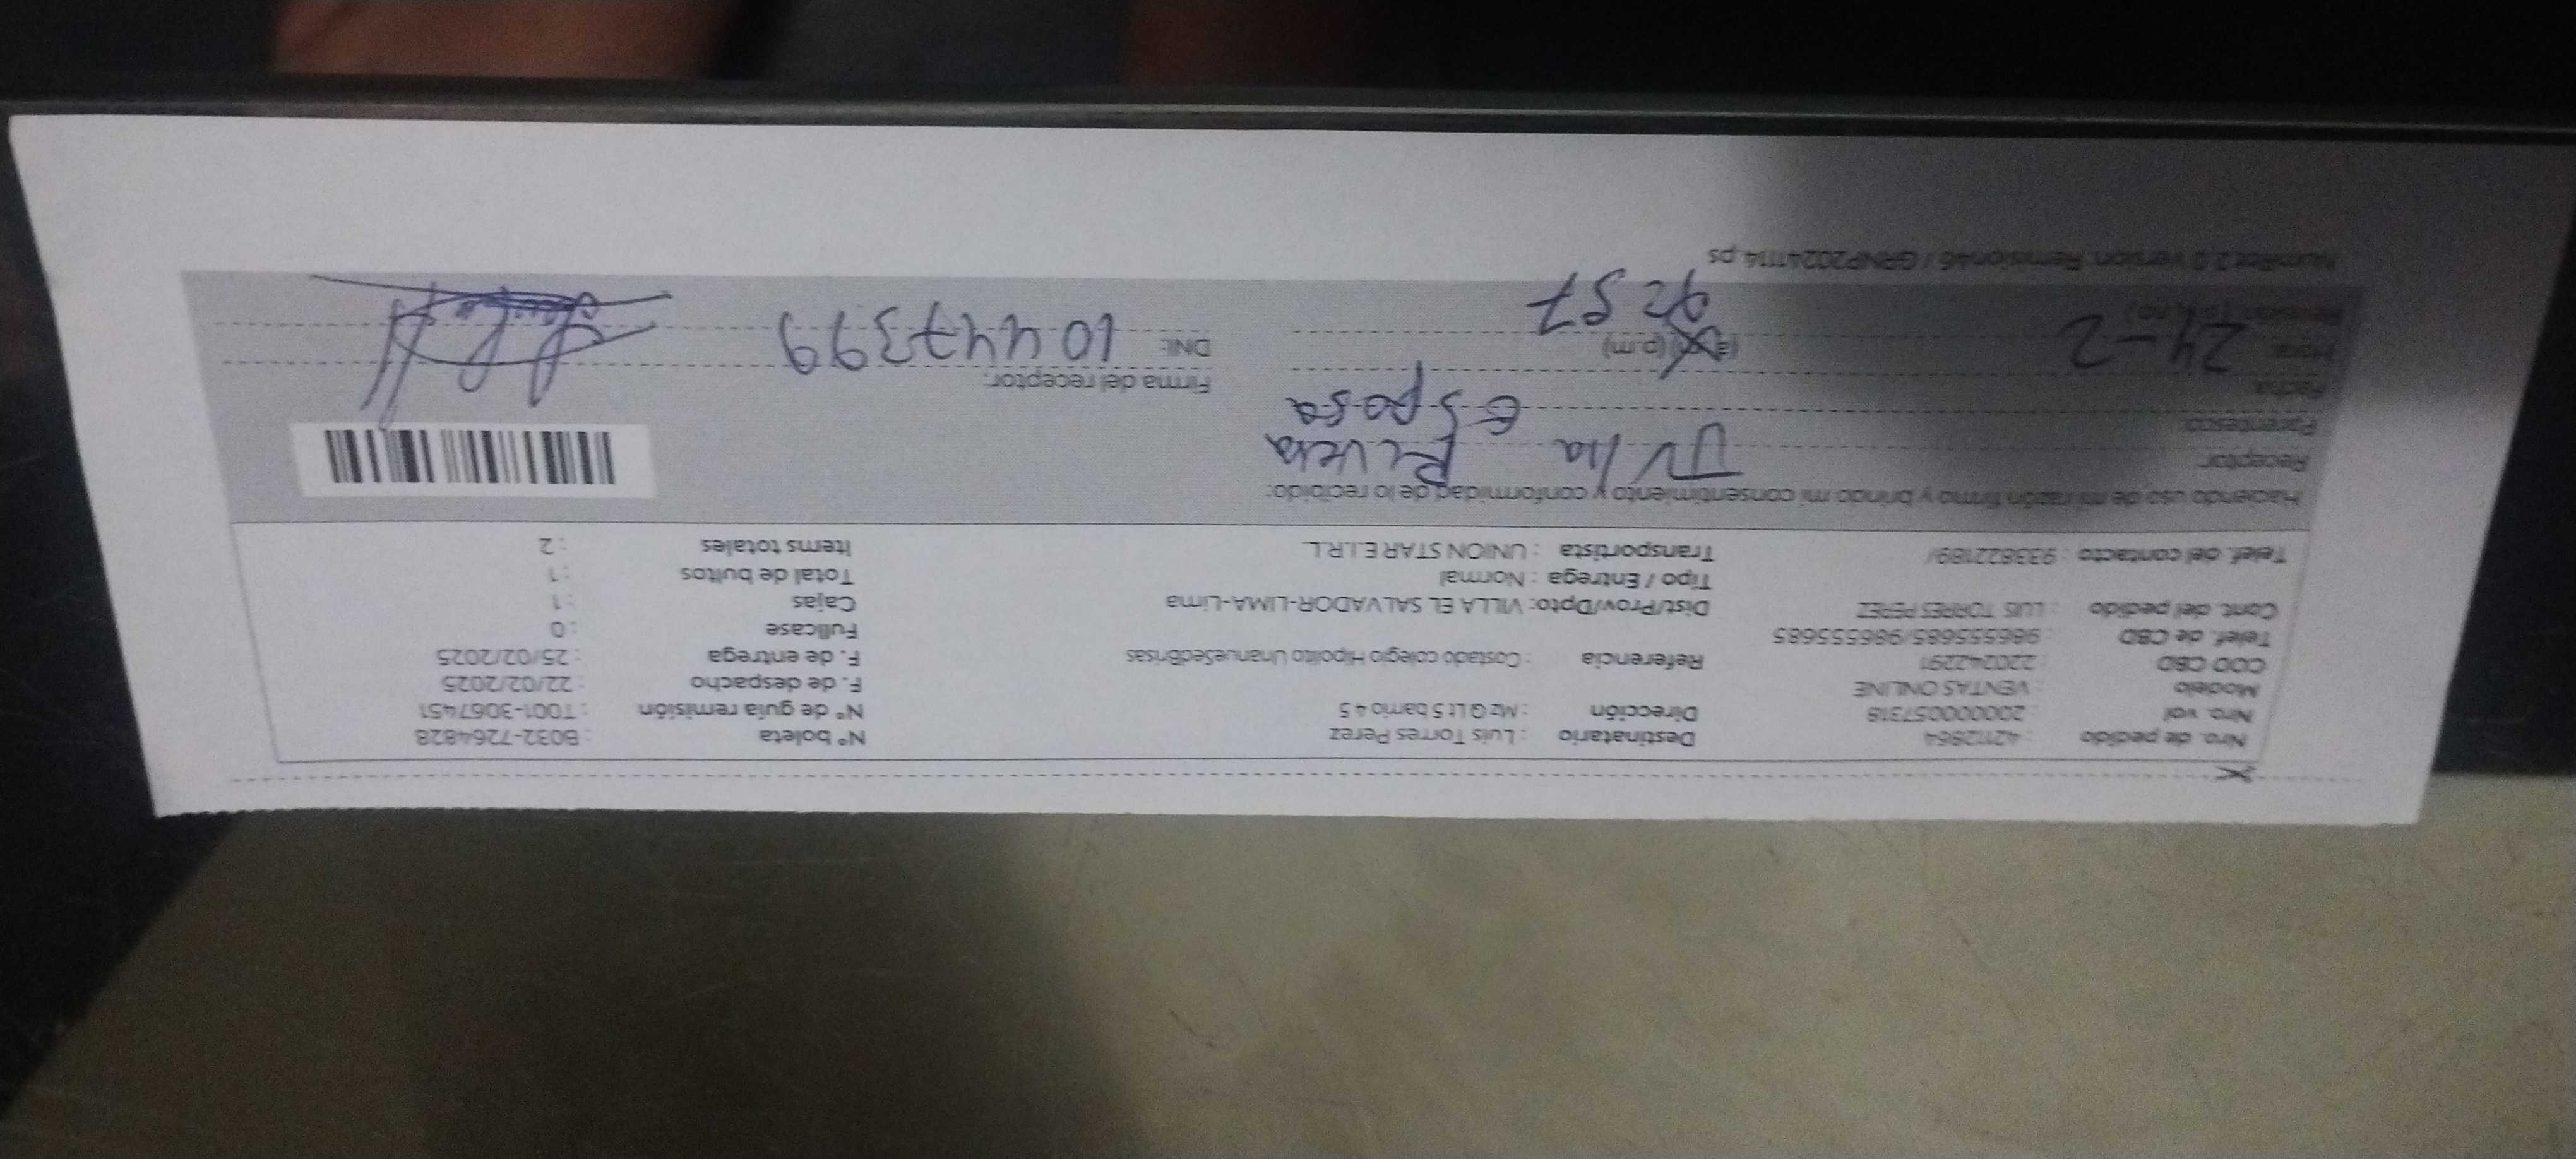 Nro. de pedido : 42112864
Nro. vol : 20000057318
Modelo : VENTAS ONLINE
COD CBD : 22024229
Telef. de CBD : 986555685/986555685
Cont. del pedido : LUIS TORRES PEREZ
Telef. del contacto : 933822189/
Destinatario : Luis Torres Perez
Dirección : Mz Q Lt 5 barrio 4 5
Referencia : Costado colegio Hipolito UnanueSedBrisas
Dist/Prov/Dpto: VILLA EL SALVADOR-LIMA-Lima
Tipo / Entrega : Normal
Transportista : UNION STAR E.I.R.L.
N° boleta : B032-7264828
N° de guía remisión : T001-3067451
F. de despacho : 22/02/2025
F. de entrega : 25/02/2025
Fullcase : 0
Cajas : 1
Total de bultos : 1
Items totales : 2
Haciendo uso de mi razón firmo y brindo mi consentimiento y conformidad de lo recibido:
Receptor: Julia Rivera
Parentesco: esposa
Fecha: 24-2
Hora: (a.m) (p.m)
Firma del receptor:
DNI: 10447399